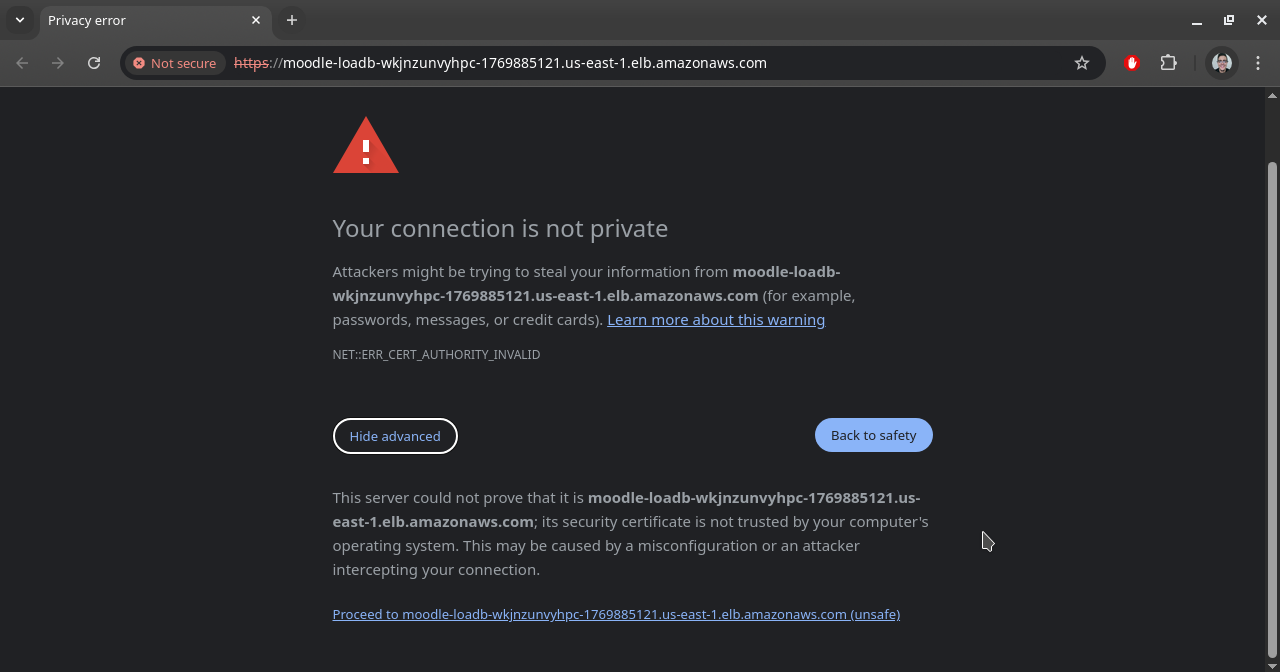 Privacy error
Not secure https://moodle-loadb-wkjnzunvyhpc-1769885121.us-east-1.elb.amazonaws.com
Your connection is not private
Attackers might be trying to steal your information from moodle-loadb-
wkjnzunvyhpc-1769885121.us-east-1.elb.amazonaws.com (for example,
passwords, messages, or credit cards). Learn more about this warning
NET::ERR_CERT_AUTHORITY_INVALID
Hide advanced
Back to safety
This server could not prove that it is moodle-loadb-wkjnzunvyhpc-1769885121.us-
east-1.elb.amazonaws.com; its security certificate is not trusted by your computer's
operating system. This may be caused by a misconfiguration or an attacker
intercepting your connection.
Proceed to moodle-loadb-wkjnzunvyhpc-1769885121.us-east-1.elb.amazonaws.com (unsafe)